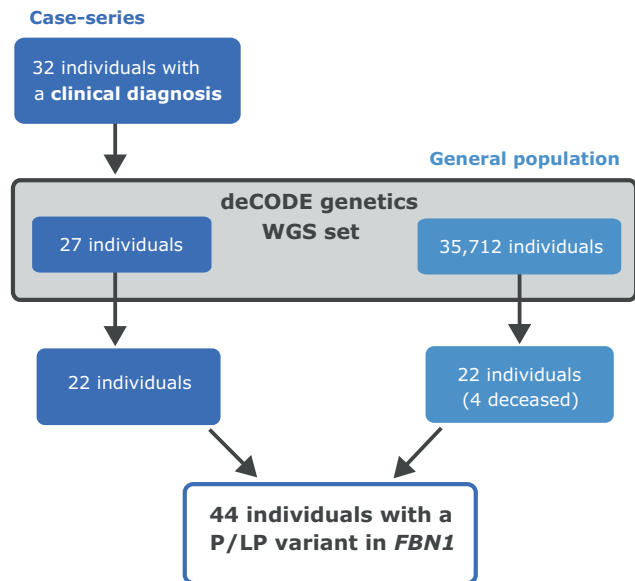 Case-series
32 individuals with
a clinical diagnosis
General population
deCODE genetics
WGS set
27 individuals
35,712 individuals
22 individuals
22 individuals
(4 deceased)
44 individuals with a
P/LP variant in FBN1